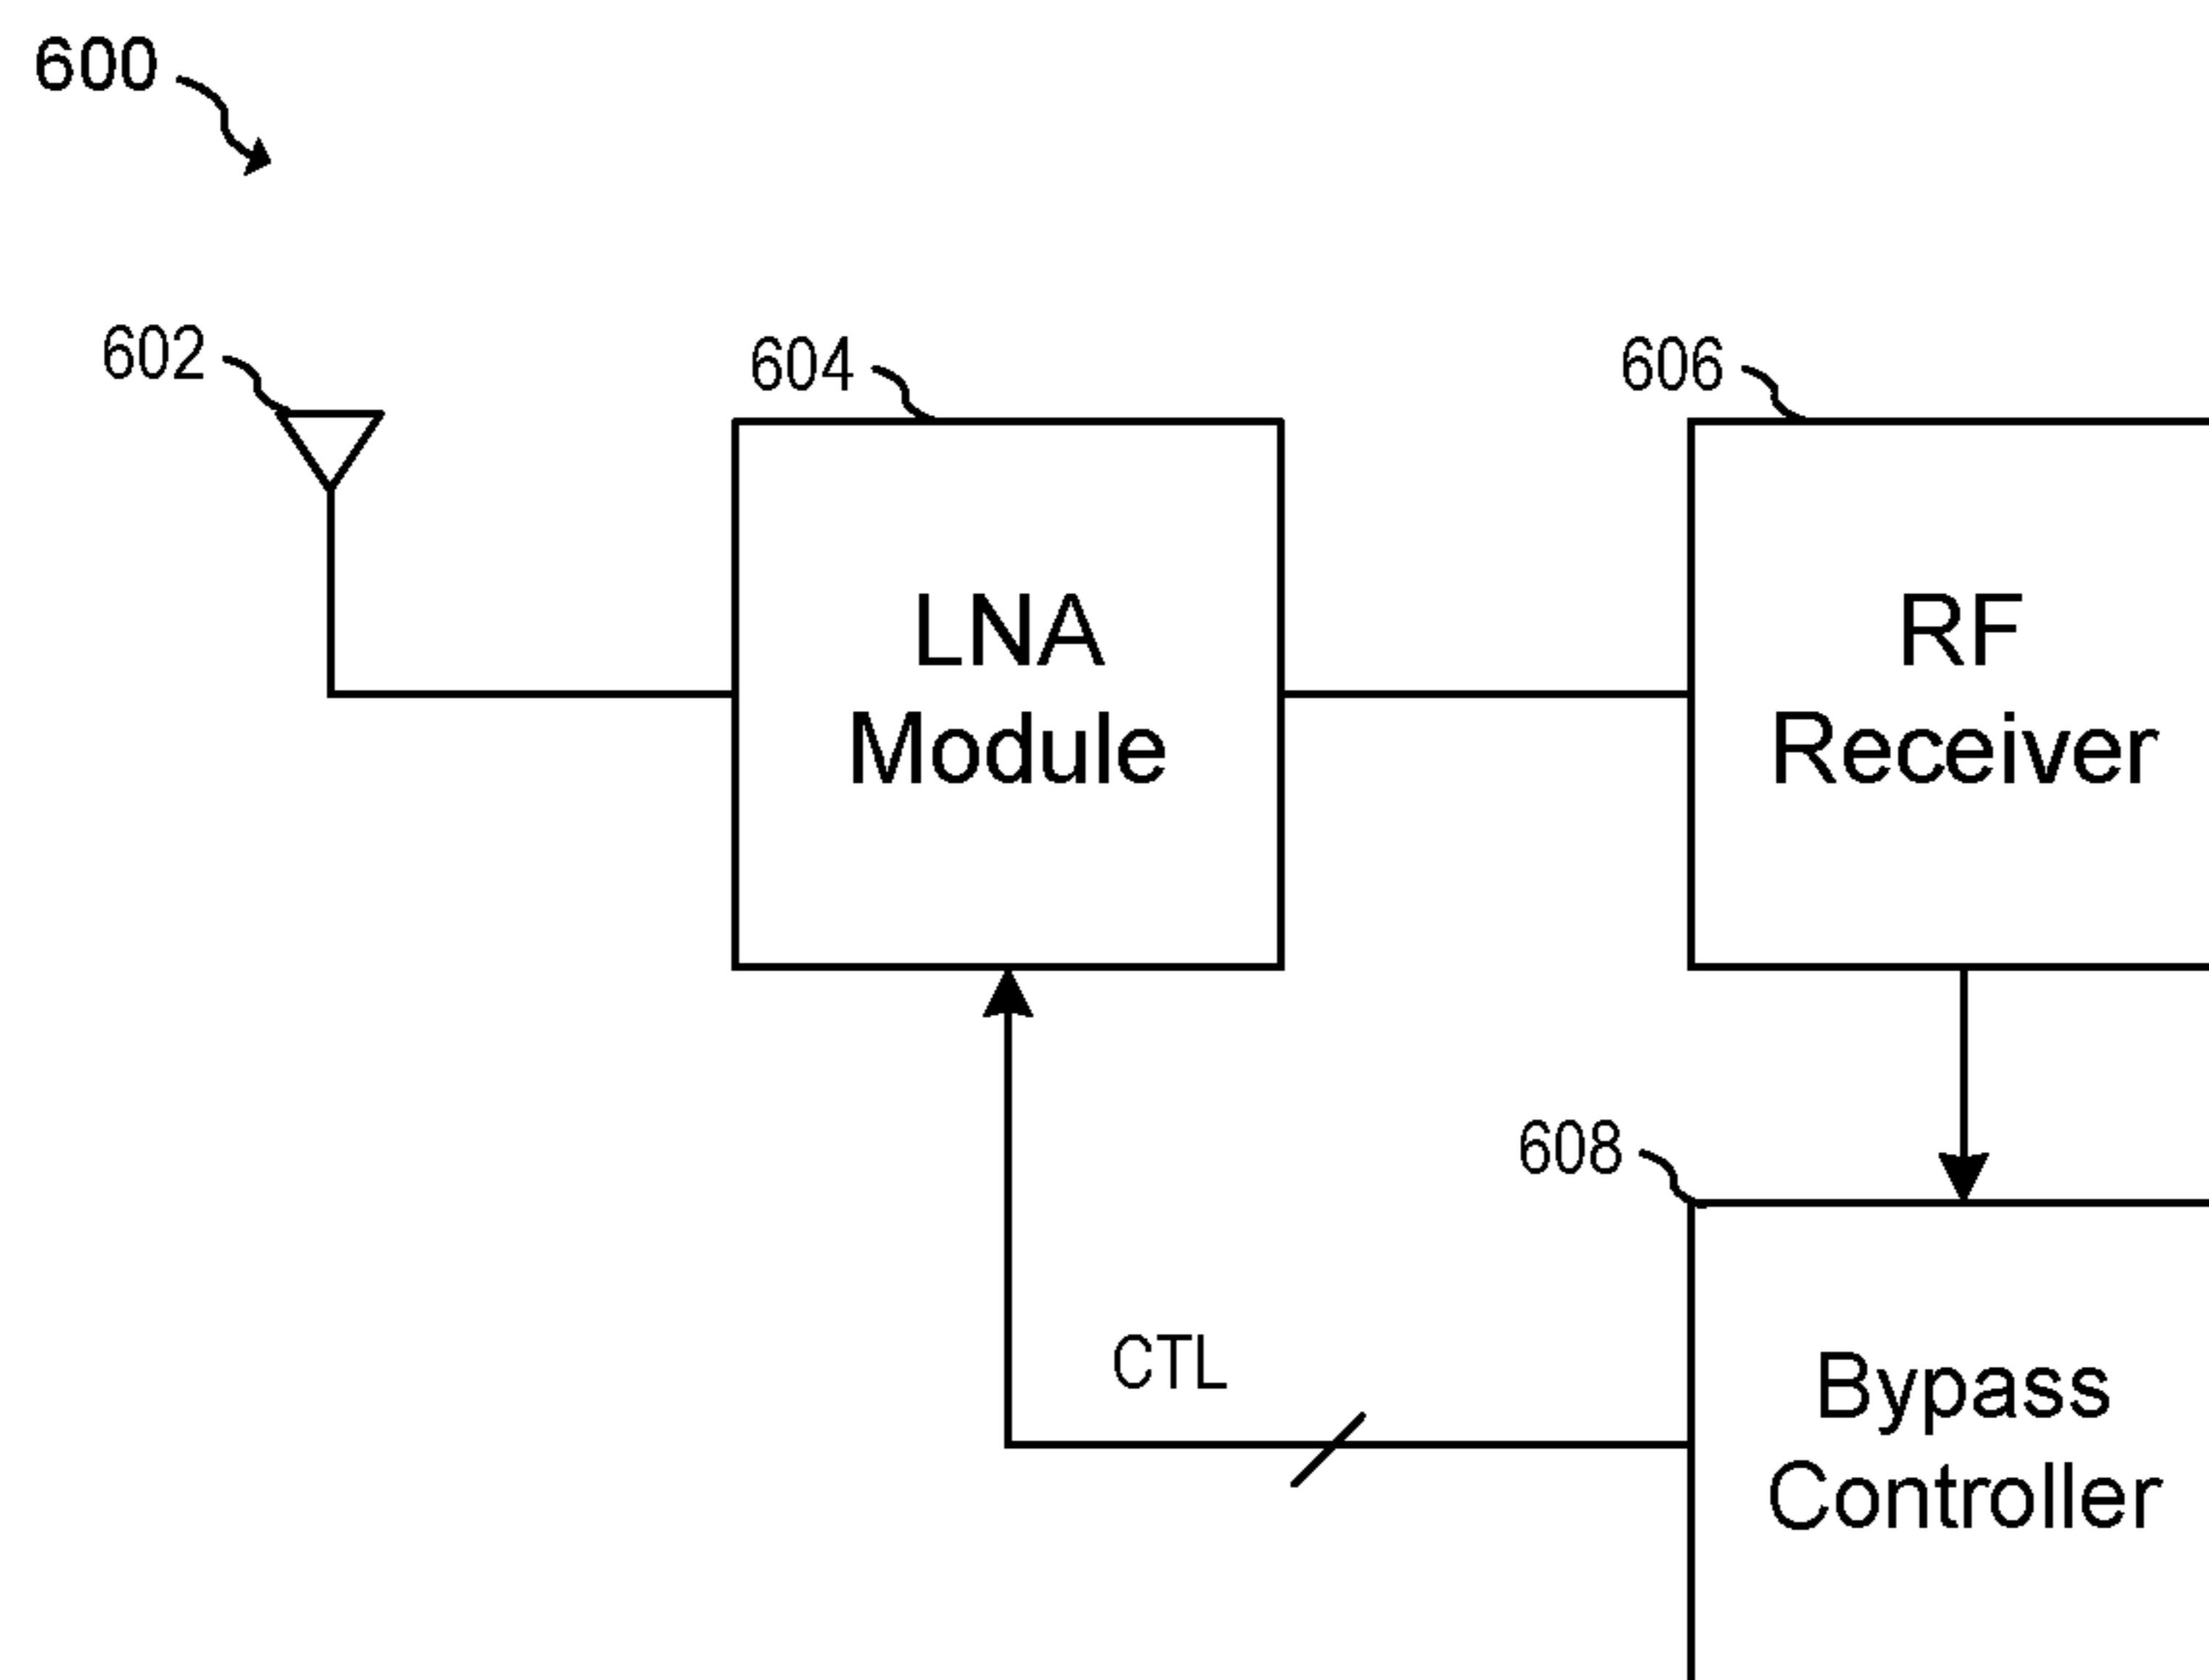 600
602
604
606
LNA
Module
RF
Receiver
608
CTL
Bypass
Controller